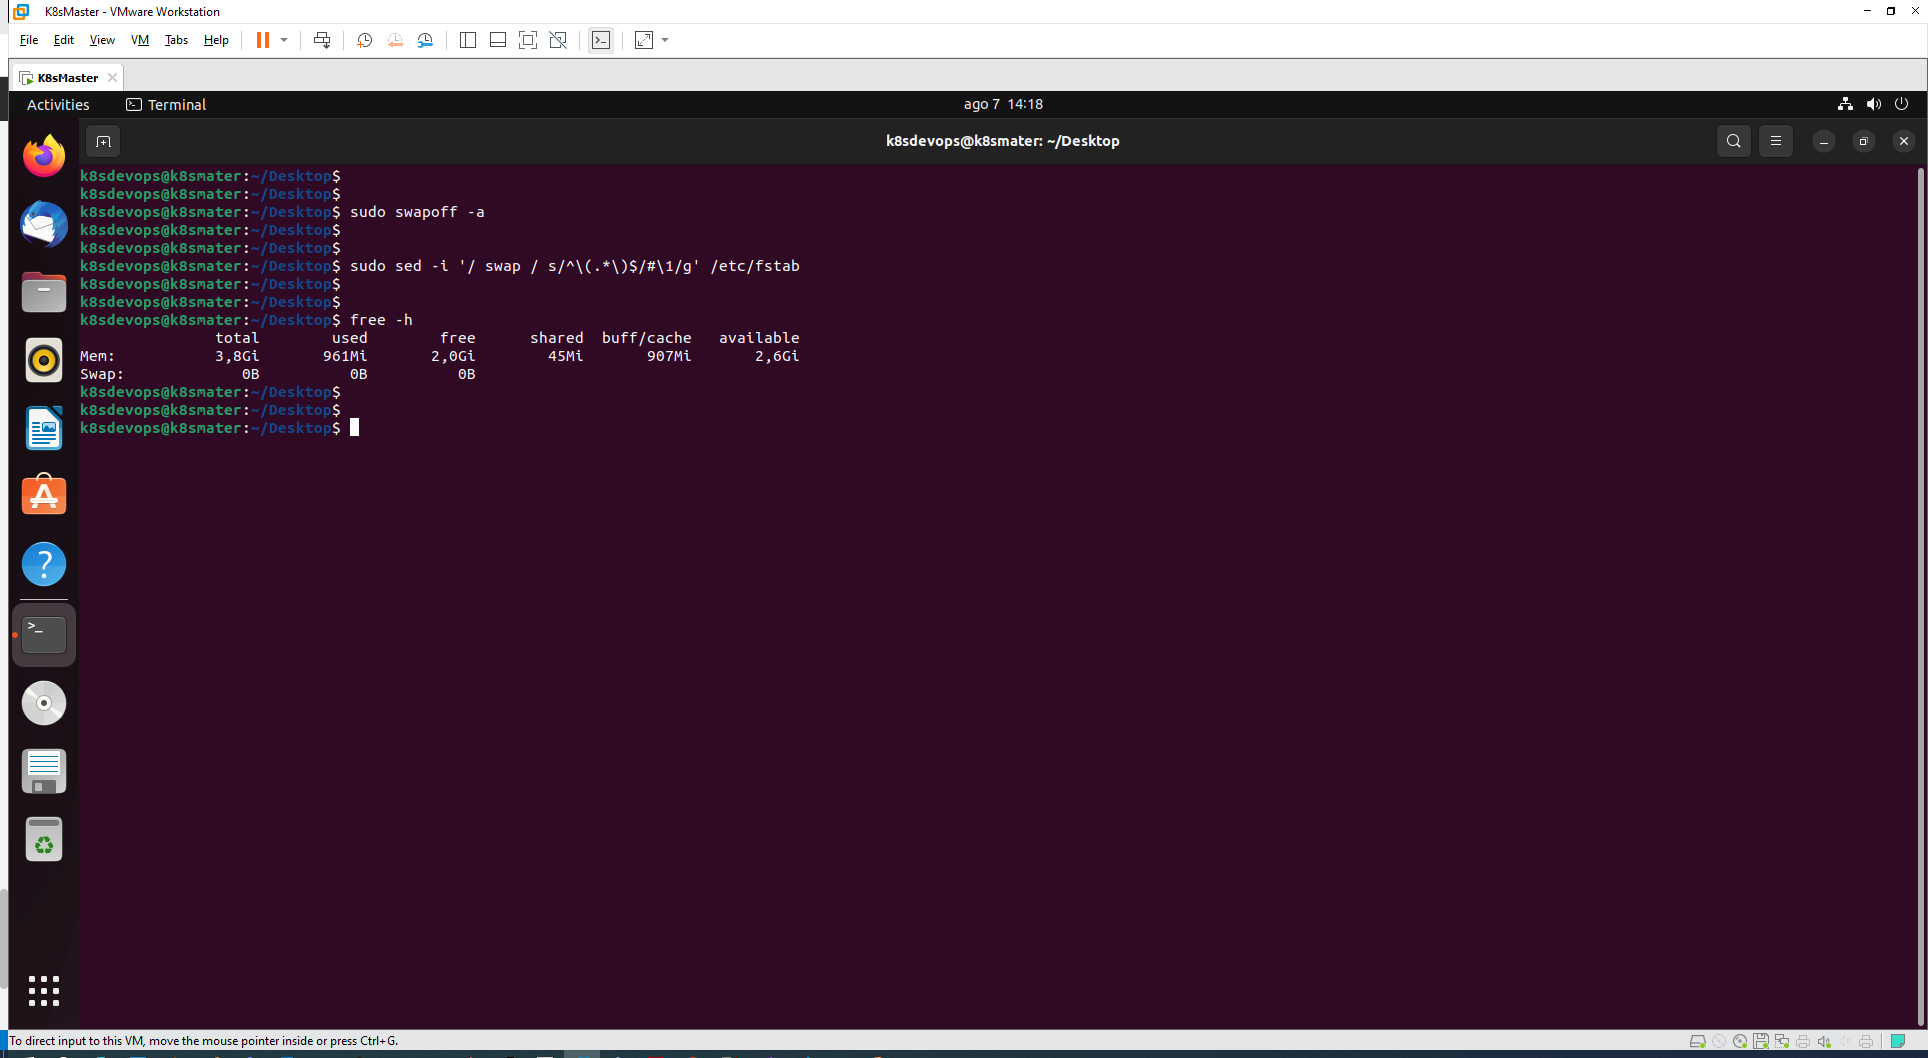 K8sMaster - VMware Workstation
File Edit View VM Tabs Help
K8sMaster
Activities Terminal ago 7 14:18
k8sdevops@k8smater: ~/Desktop
k8sdevops@k8smater:~/Desktop$
k8sdevops@k8smater:~/Desktop$
k8sdevops@k8smater:~/Desktop$ sudo swapoff -a
k8sdevops@k8smater:~/Desktop$
k8sdevops@k8smater:~/Desktop$
k8sdevops@k8smater:~/Desktop$ sudo sed -i '/ swap / s/^\(.*\)$/#\1/g' /etc/fstab
k8sdevops@k8smater:~/Desktop$
k8sdevops@k8smater:~/Desktop$
k8sdevops@k8smater:~/Desktop$ free -h
total used free shared buff/cache available
Mem: 3,8Gi 961Mi 2,0Gi 45Mi 907Mi 2,6Gi
Swap: 0B 0B 0B
k8sdevops@k8smater:~/Desktop$
k8sdevops@k8smater:~/Desktop$
k8sdevops@k8smater:~/Desktop$
To direct input to this VM, move the mouse pointer inside or press Ctrl+G.